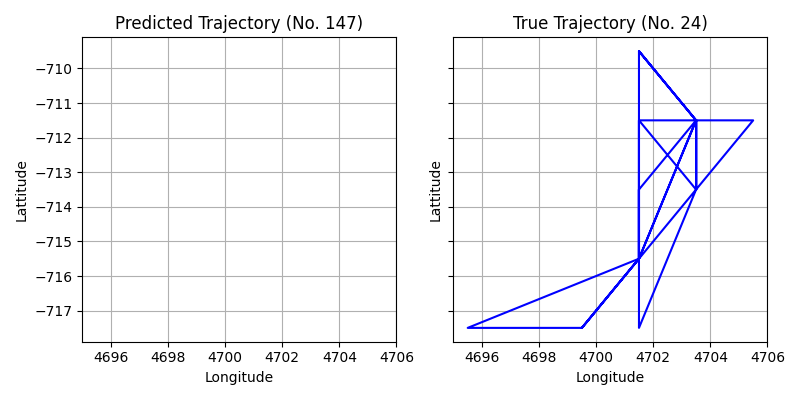 Predicted Trajectory (No. 147)
True Trajectory (No. 24)
−710
−711
−712
−713
−714
−715
−716
−717
Lattitude
Lattitude
4696 4698 4700 4702 4704 4706
4696 4698 4700 4702 4704 4706
Longitude
Longitude